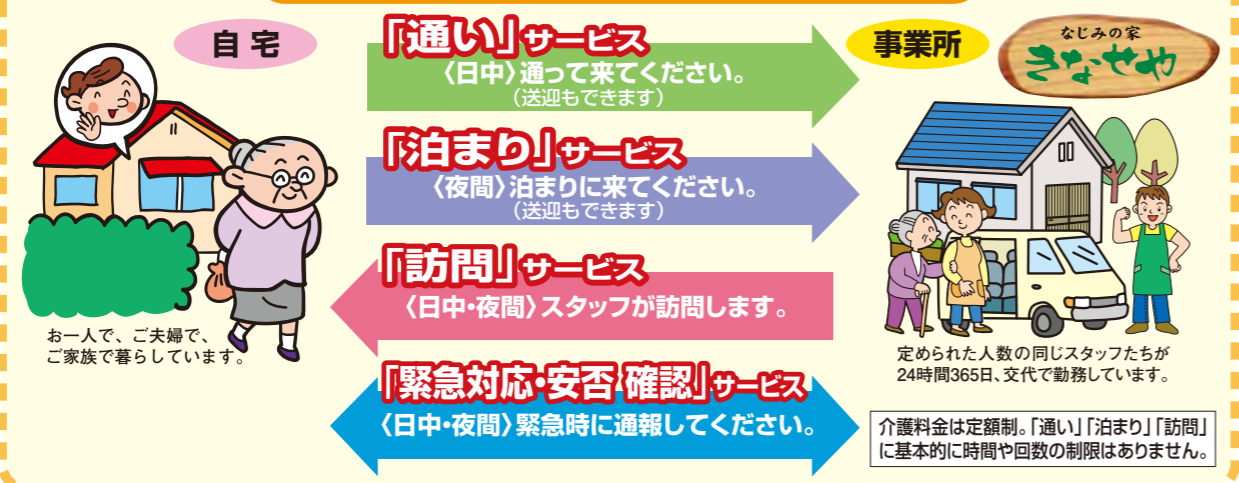 自宅
「通い」サービス
〈日中〉通って来てください。
（送迎もできます）
「泊まり」サービス
〈夜間〉泊まりに来てください。
（送迎もできます）
「訪問」サービス
〈日中・夜間〉スタッフが訪問します。
「緊急対応・安否 確認」サービス
〈日中・夜間〉緊急時に通報してください。
お一人で、ご夫婦で、
ご家族で暮らしています。
事業所
なじみの家
きなせや
定められた人数の同じスタッフたちが
24時間365日、交代で勤務しています。
介護料金は定額制。「通い」「泊まり」「訪問」
に基本的に時間や回数の制限はありません。